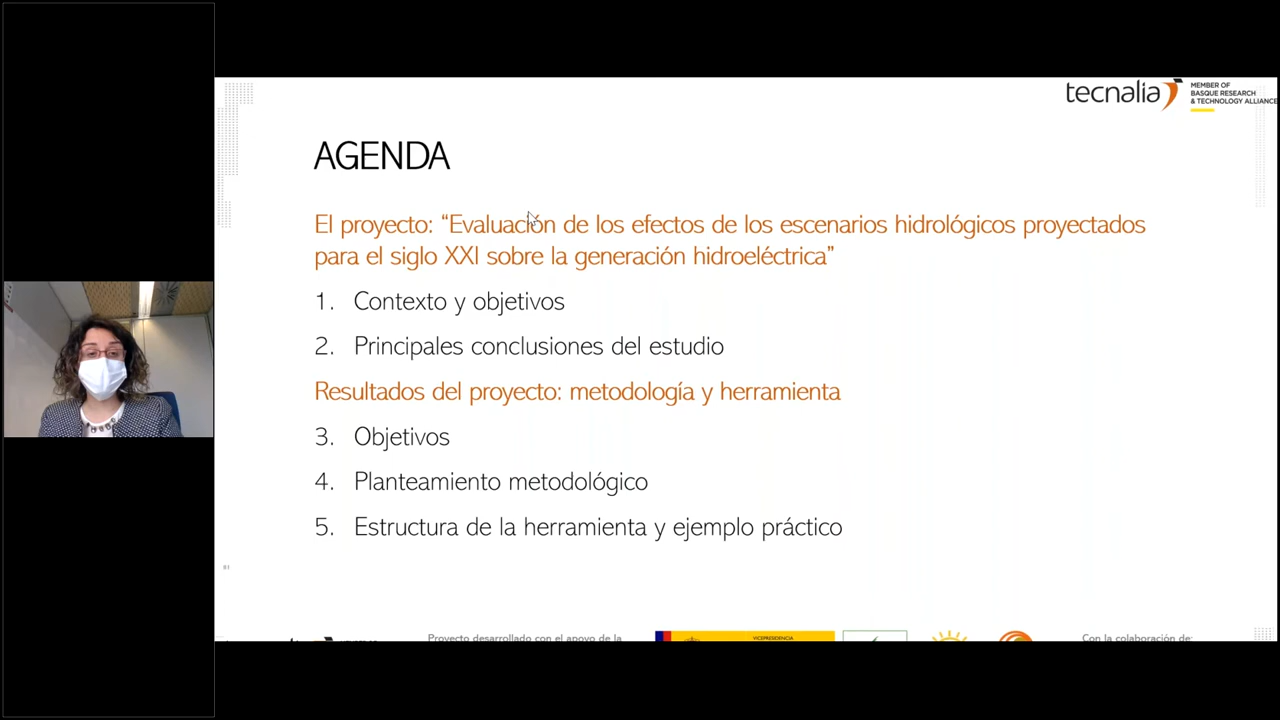 tecnalia
MEMBER OF
BASQUE RESEARCH
& TECHNOLOGY ALLIANCE
AGENDA
El proyecto: “Evaluación de los efectos de los escenarios hidrológicos proyectados
para el siglo XXI sobre la generación hidroeléctrica”
1. Contexto y objetivos
2. Principales conclusiones del estudio
Resultados del proyecto: metodología y herramienta
3. Objetivos
4. Planteamiento metodológico
5. Estructura de la herramienta y ejemplo práctico
Proyecto desarrollado con el apoyo de la
VICEPRESIDENCIA
Con la colaboración de: